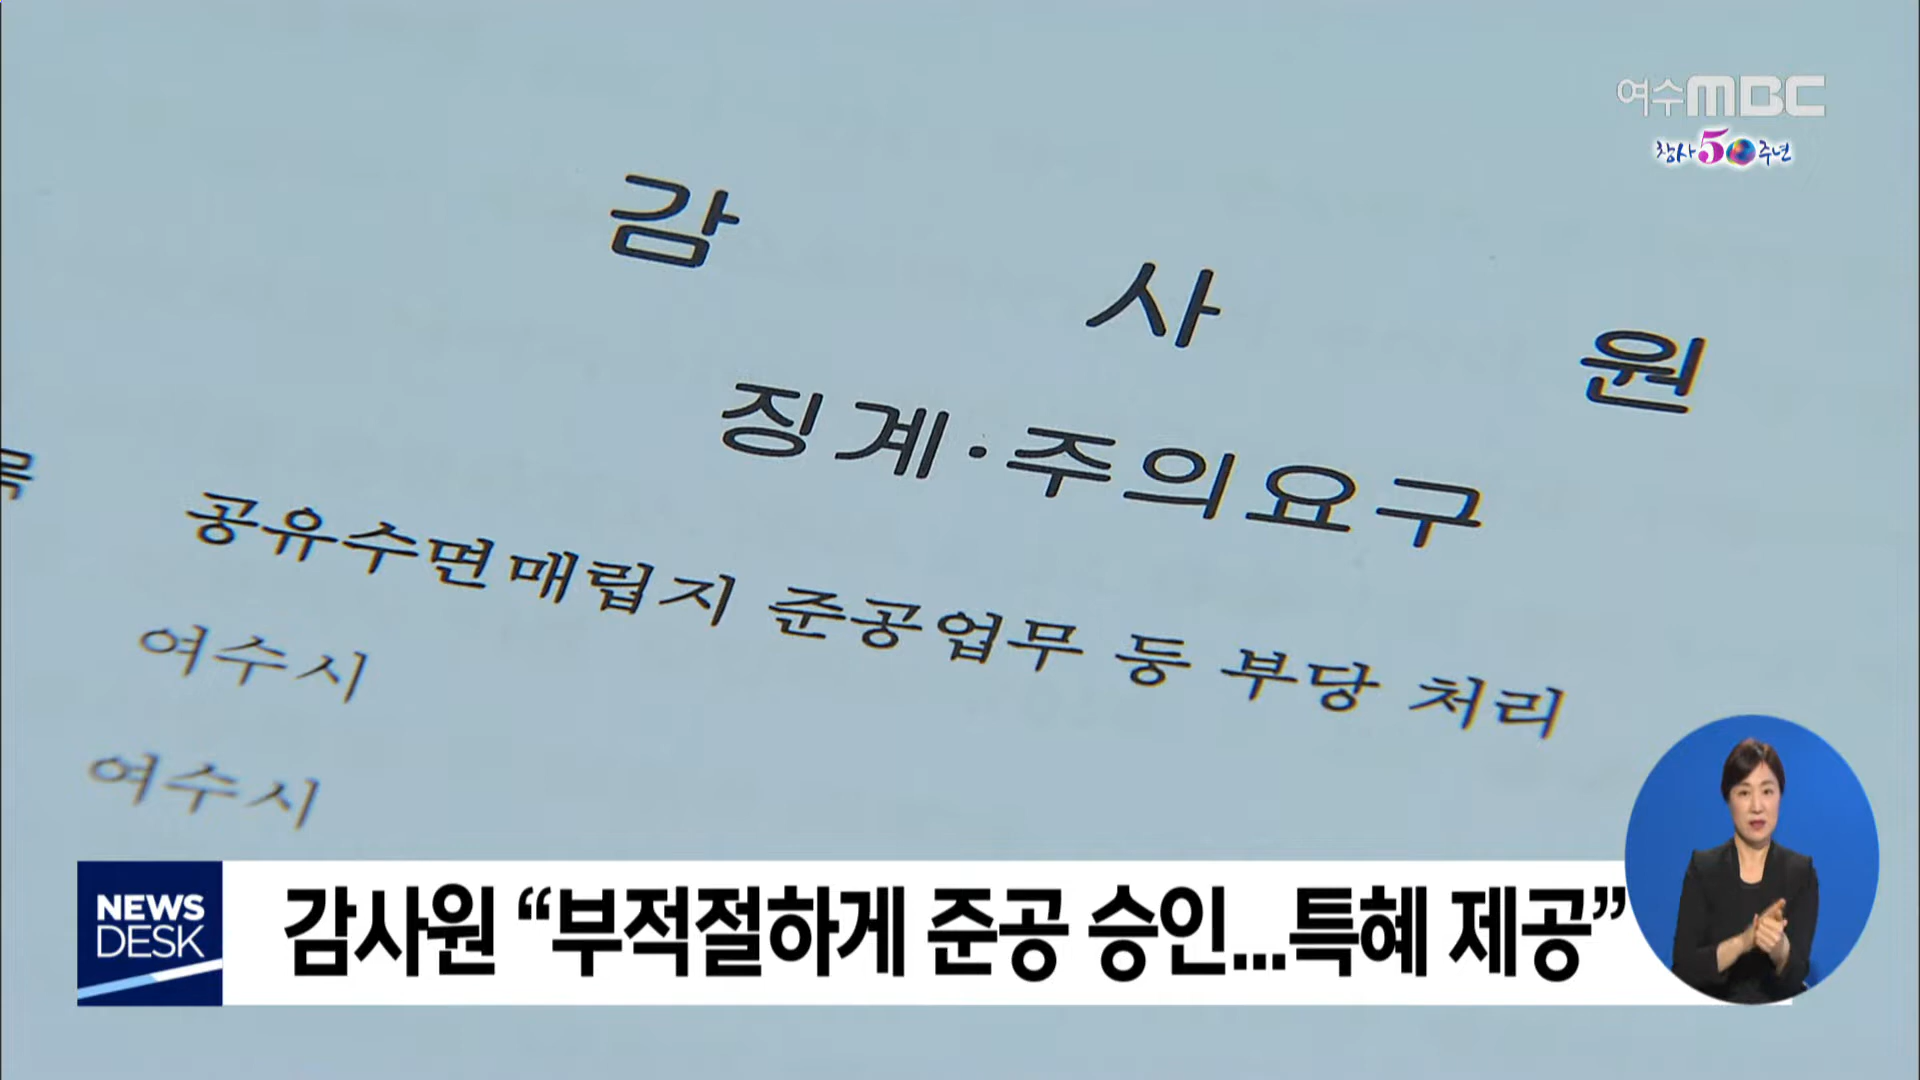 여수MBC
창사50주년
감 사 원
징계·주의요구
목 공유수면매립지 준공업무 등 부당 처리
여수시
여수시
NEWS
DESK
감사원 “부적절하게 준공 승인...특혜 제공”